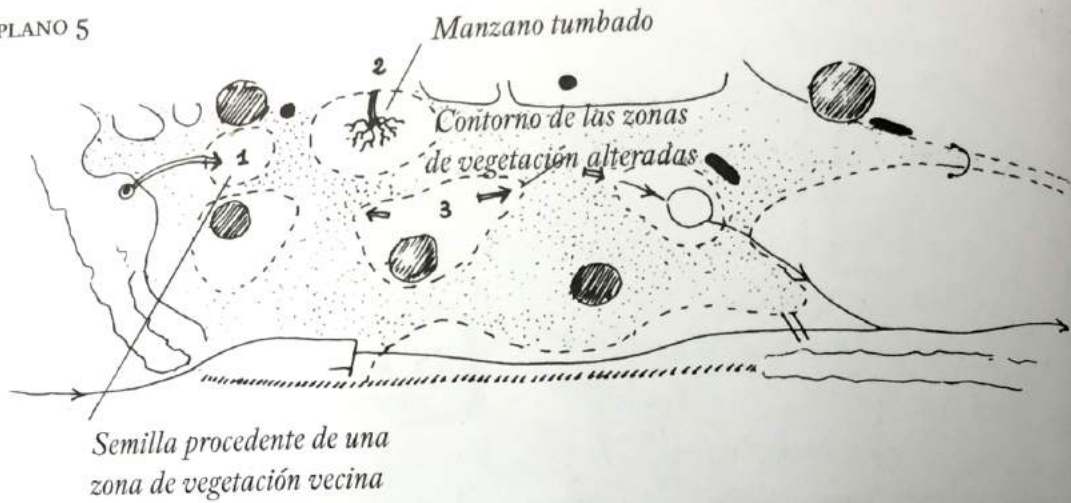 PLANO 5
Manzano tumbado
2
Contorno de las zonas
de vegetación alteradas
1
3
Semilla procedente de una
zona de vegetación vecina